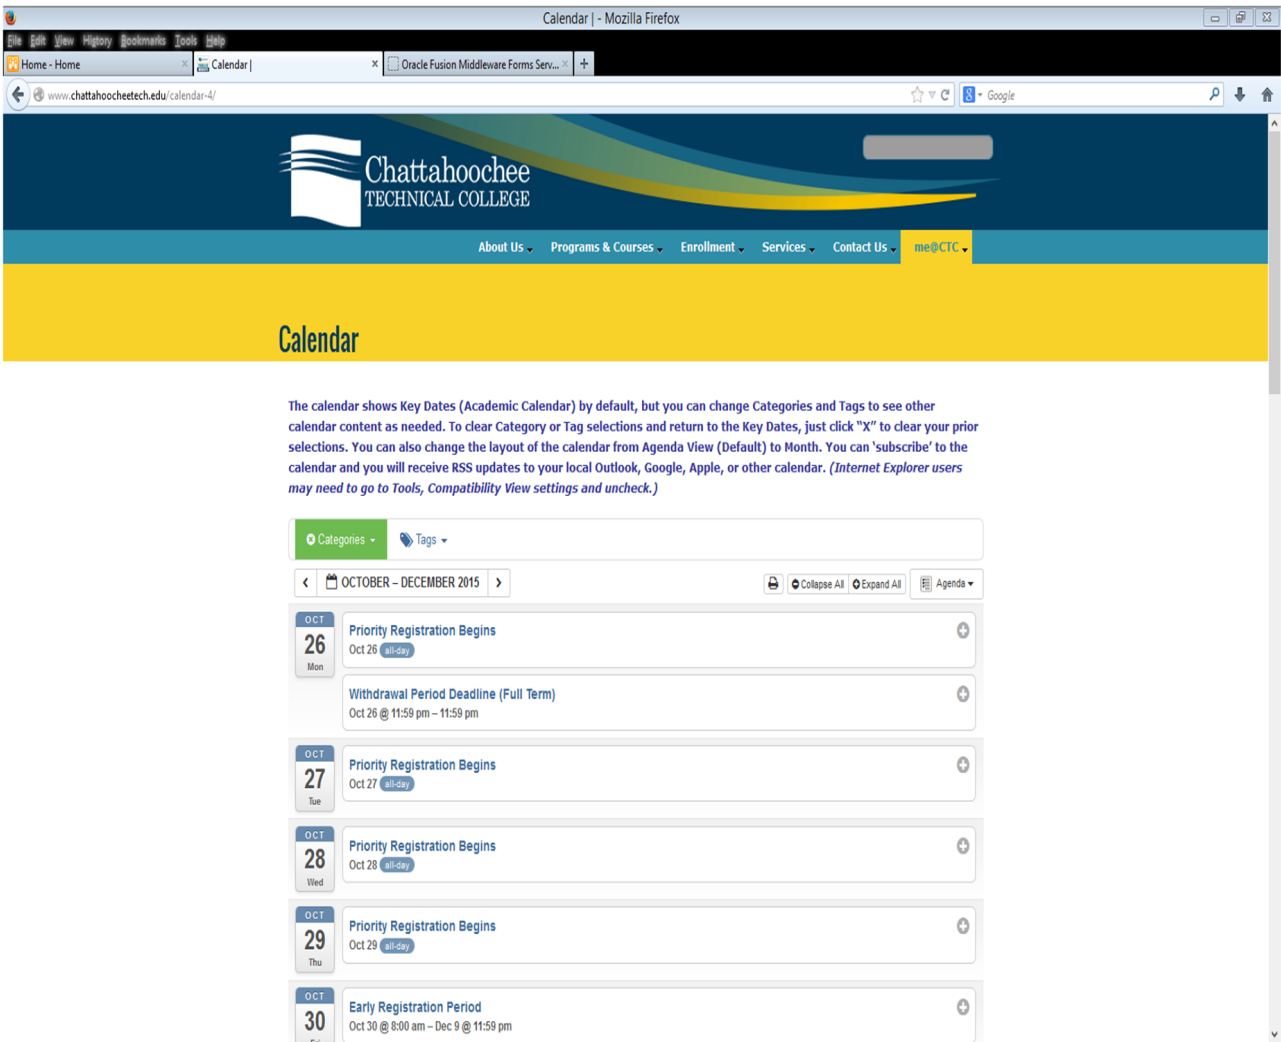 Calendar | - Mozilla Firefox
File Edit View History Bookmarks Tools Help
Home - Home × Calendar | × Oracle Fusion Middleware Forms Serv... × +
www.chattahoocheetech.edu/calendar-4/ Google
Chattahoochee
TECHNICAL COLLEGE
About Us Programs & Courses Enrollment Services Contact Us me@CTC
Calendar
The calendar shows Key Dates (Academic Calendar) by default, but you can change Categories and Tags to see other
calendar content as needed. To clear Category or Tag selections and return to the Key Dates, just click "X" to clear your prior
selections. You can also change the layout of the calendar from Agenda View (Default) to Month. You can 'subscribe' to the
calendar and you will receive RSS updates to your local Outlook, Google, Apple, or other calendar. (Internet Explorer users
may need to go to Tools, Compatibility View settings and uncheck.)
Categories Tags
OCTOBER – DECEMBER 2015 Collapse All Expand All Agenda
OCT
26
Mon
Priority Registration Begins
Oct 26 all-day
Withdrawal Period Deadline (Full Term)
Oct 26 @ 11:59 pm – 11:59 pm
OCT
27
Tue
Priority Registration Begins
Oct 27 all-day
OCT
28
Wed
Priority Registration Begins
Oct 28 all-day
OCT
29
Thu
Priority Registration Begins
Oct 29 all-day
OCT
30
Fri
Early Registration Period
Oct 30 @ 8:00 am – Dec 9 @ 11:59 pm